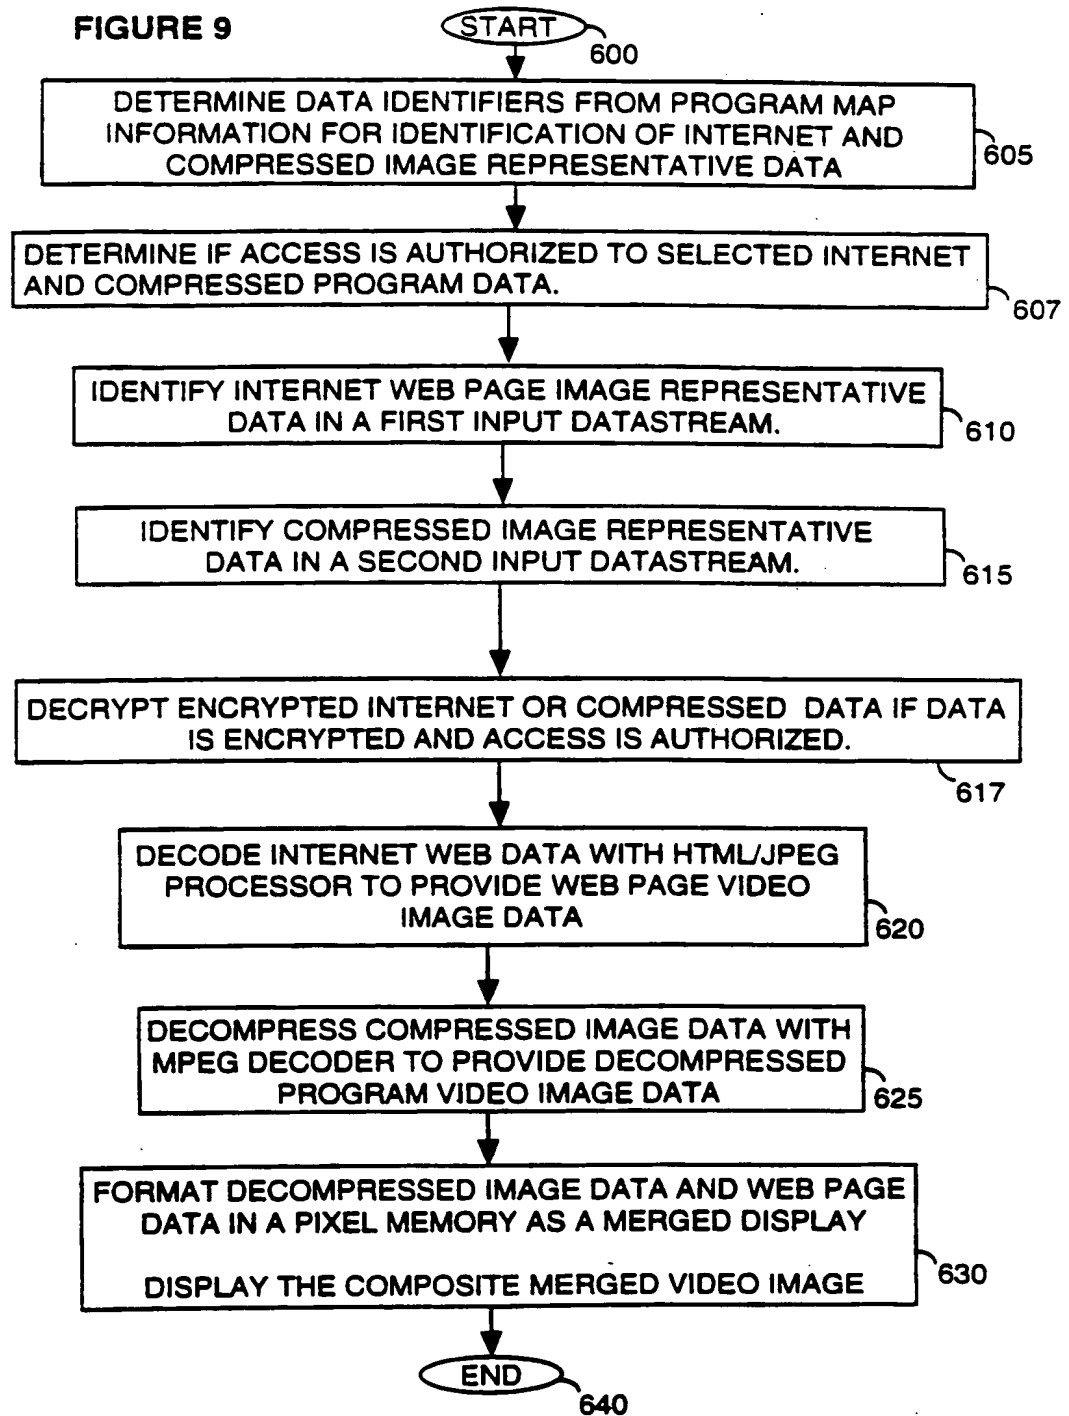 FIGURE 9
START
600
DETERMINE DATA IDENTIFIERS FROM PROGRAM MAP
INFORMATION FOR IDENTIFICATION OF INTERNET AND
COMPRESSED IMAGE REPRESENTATIVE DATA
605
DETERMINE IF ACCESS IS AUTHORIZED TO SELECTED INTERNET
AND COMPRESSED PROGRAM DATA.
607
IDENTIFY INTERNET WEB PAGE IMAGE REPRESENTATIVE
DATA IN A FIRST INPUT DATASTREAM.
610
IDENTIFY COMPRESSED IMAGE REPRESENTATIVE
DATA IN A SECOND INPUT DATASTREAM.
615
DECRYPT ENCRYPTED INTERNET OR COMPRESSED DATA IF DATA
IS ENCRYPTED AND ACCESS IS AUTHORIZED.
617
DECODE INTERNET WEB DATA WITH HTML/JPEG
PROCESSOR TO PROVIDE WEB PAGE VIDEO
IMAGE DATA
620
DECOMPRESS COMPRESSED IMAGE DATA WITH
MPEG DECODER TO PROVIDE DECOMPRESSED
PROGRAM VIDEO IMAGE DATA
625
FORMAT DECOMPRESSED IMAGE DATA AND WEB PAGE
DATA IN A PIXEL MEMORY AS A MERGED DISPLAY
DISPLAY THE COMPOSITE MERGED VIDEO IMAGE
630
END
640